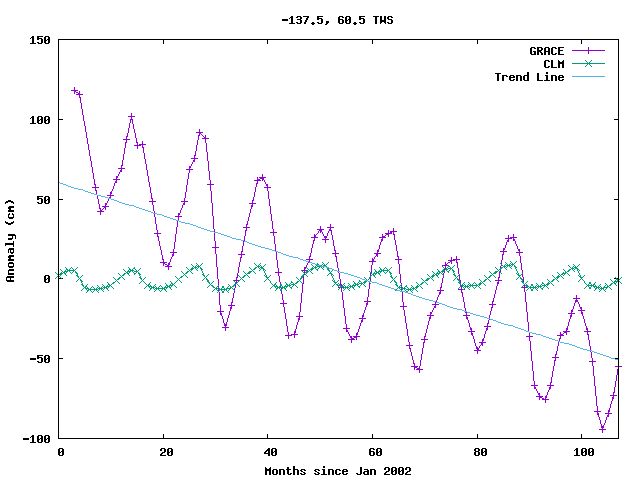 -137.5, 60.5 TWS
150
100
50
0
-50
-100
Anomaly (cm)
GRACE
CLM
Trend Line
0 20 40 60 80 100
Months since Jan 2002